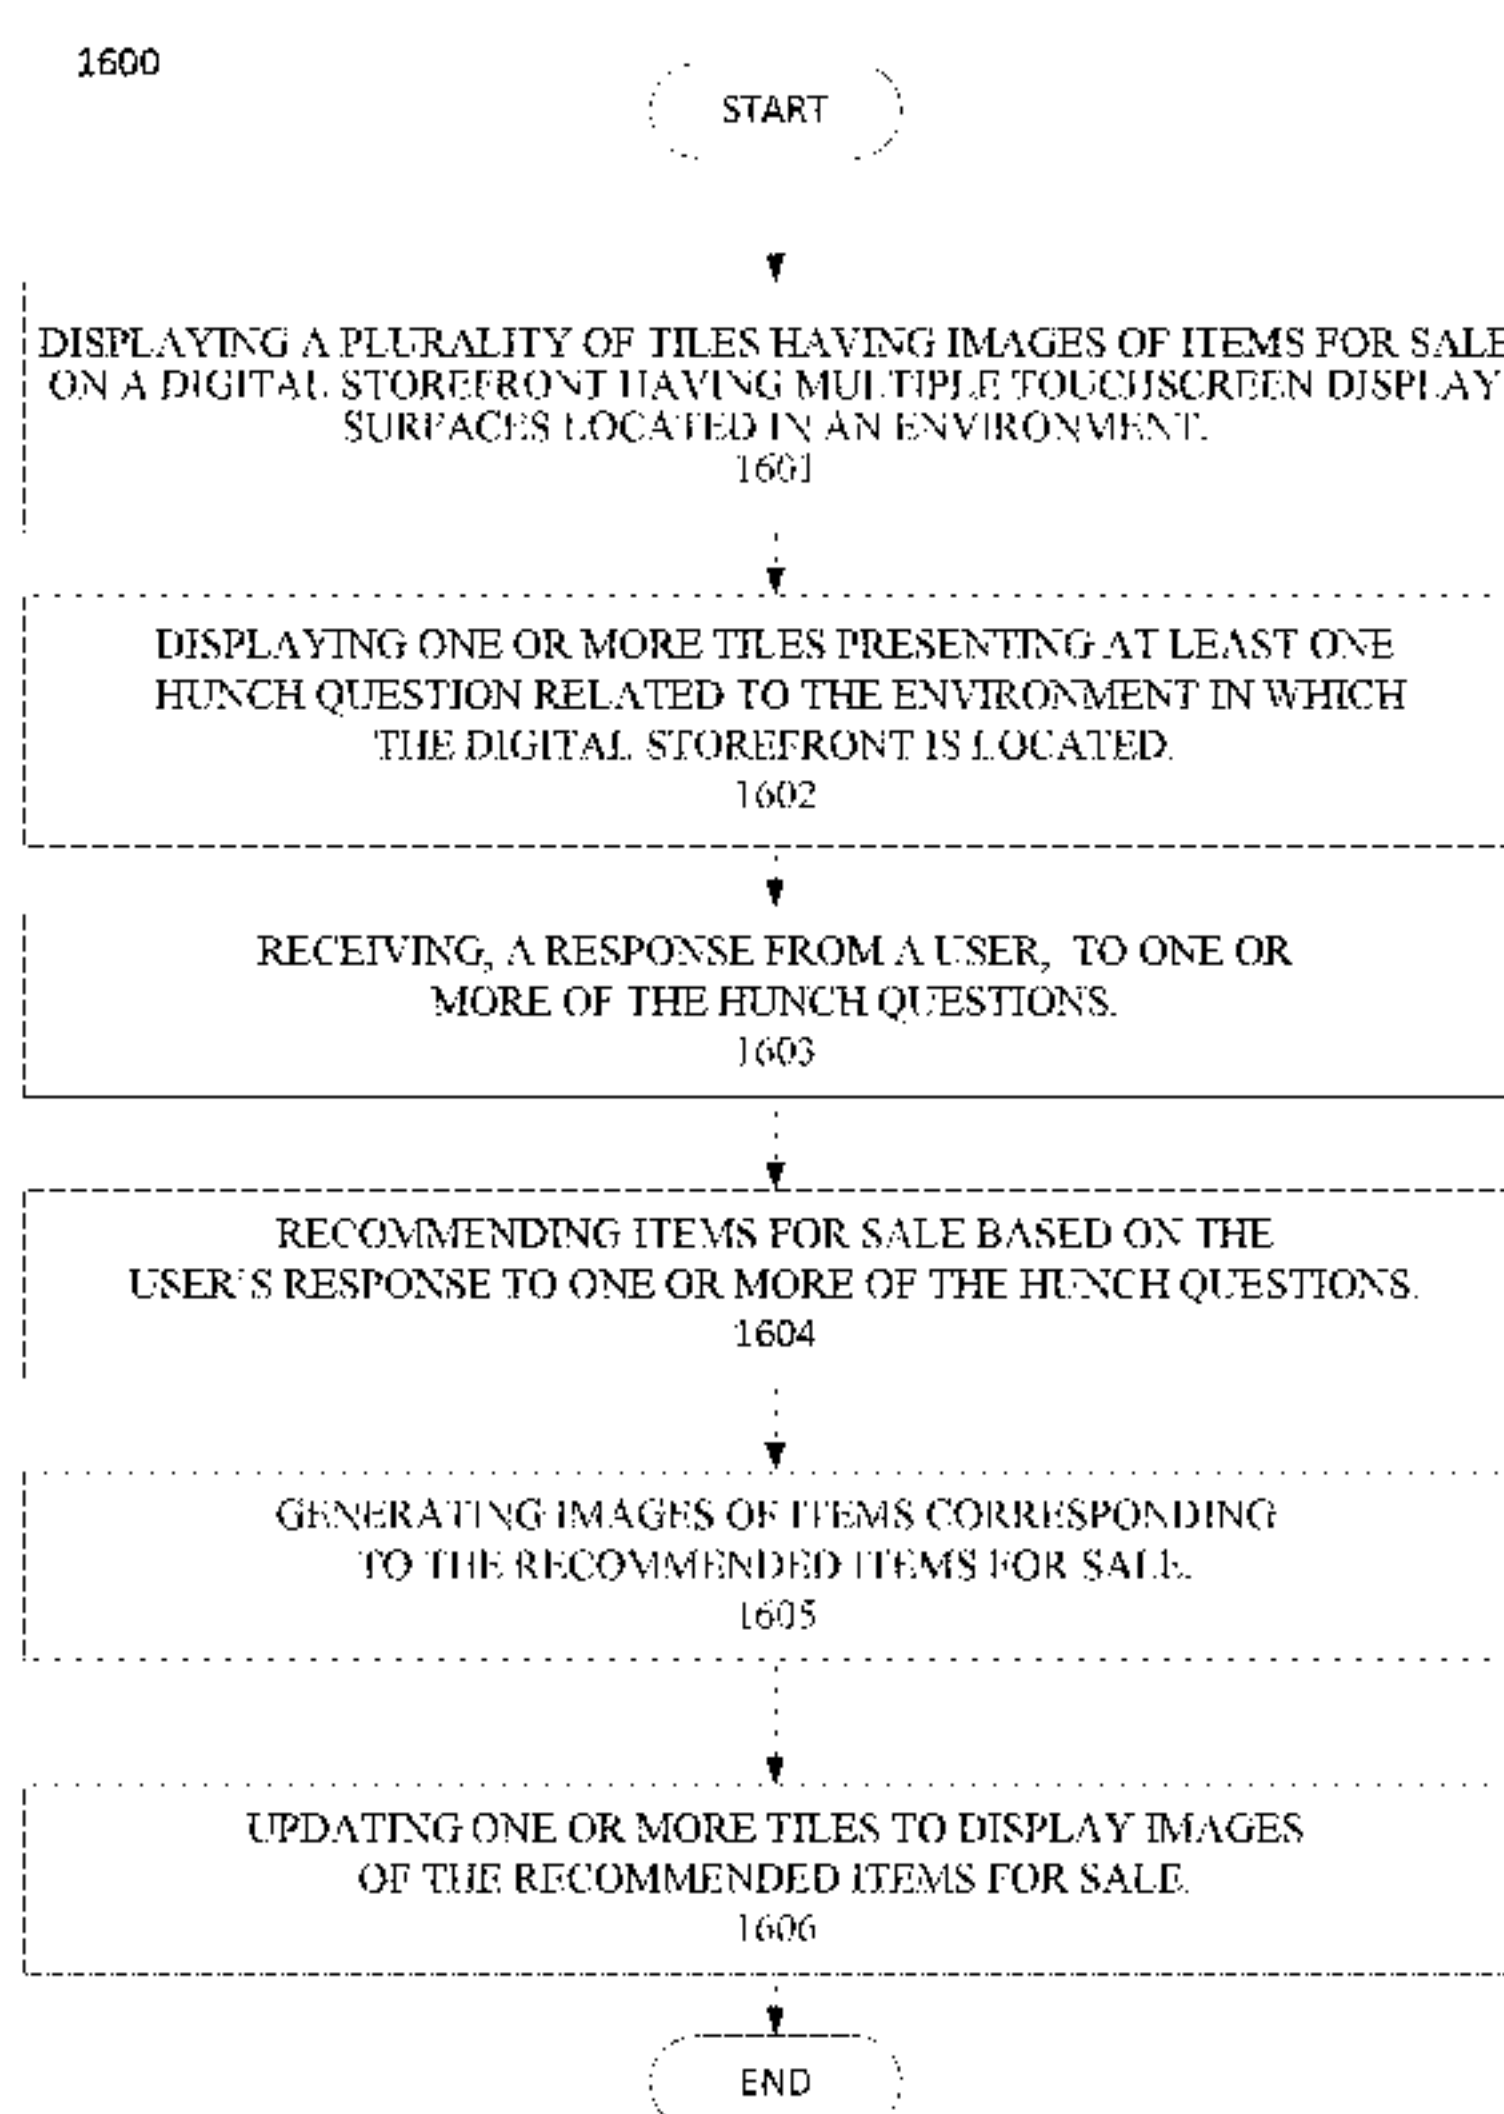 1600
START
DISPLAYING A PLURALITY OF TILES HAVING IMAGES OF ITEMS FOR SALE
ON A DIGITAL STOREFRONT HAVING MULTIPLE TOUCHSCREEN DISPLAY
SURFACES LOCATED IN AN ENVIRONMENT.
1601
DISPLAYING ONE OR MORE TILES PRESENTING AT LEAST ONE
HUNCH QUESTION RELATED TO THE ENVIRONMENT IN WHICH
THE DIGITAL STOREFRONT IS LOCATED.
1602
RECEIVING, A RESPONSE FROM A USER, TO ONE OR
MORE OF THE HUNCH QUESTIONS.
1603
RECOMMENDING ITEMS FOR SALE BASED ON THE
USER'S RESPONSE TO ONE OR MORE OF THE HUNCH QUESTIONS.
1604
GENERATING IMAGES OF ITEMS CORRESPONDING
TO THE RECOMMENDED ITEMS FOR SALE.
1605
UPDATING ONE OR MORE TILES TO DISPLAY IMAGES
OF THE RECOMMENDED ITEMS FOR SALE.
1606
END